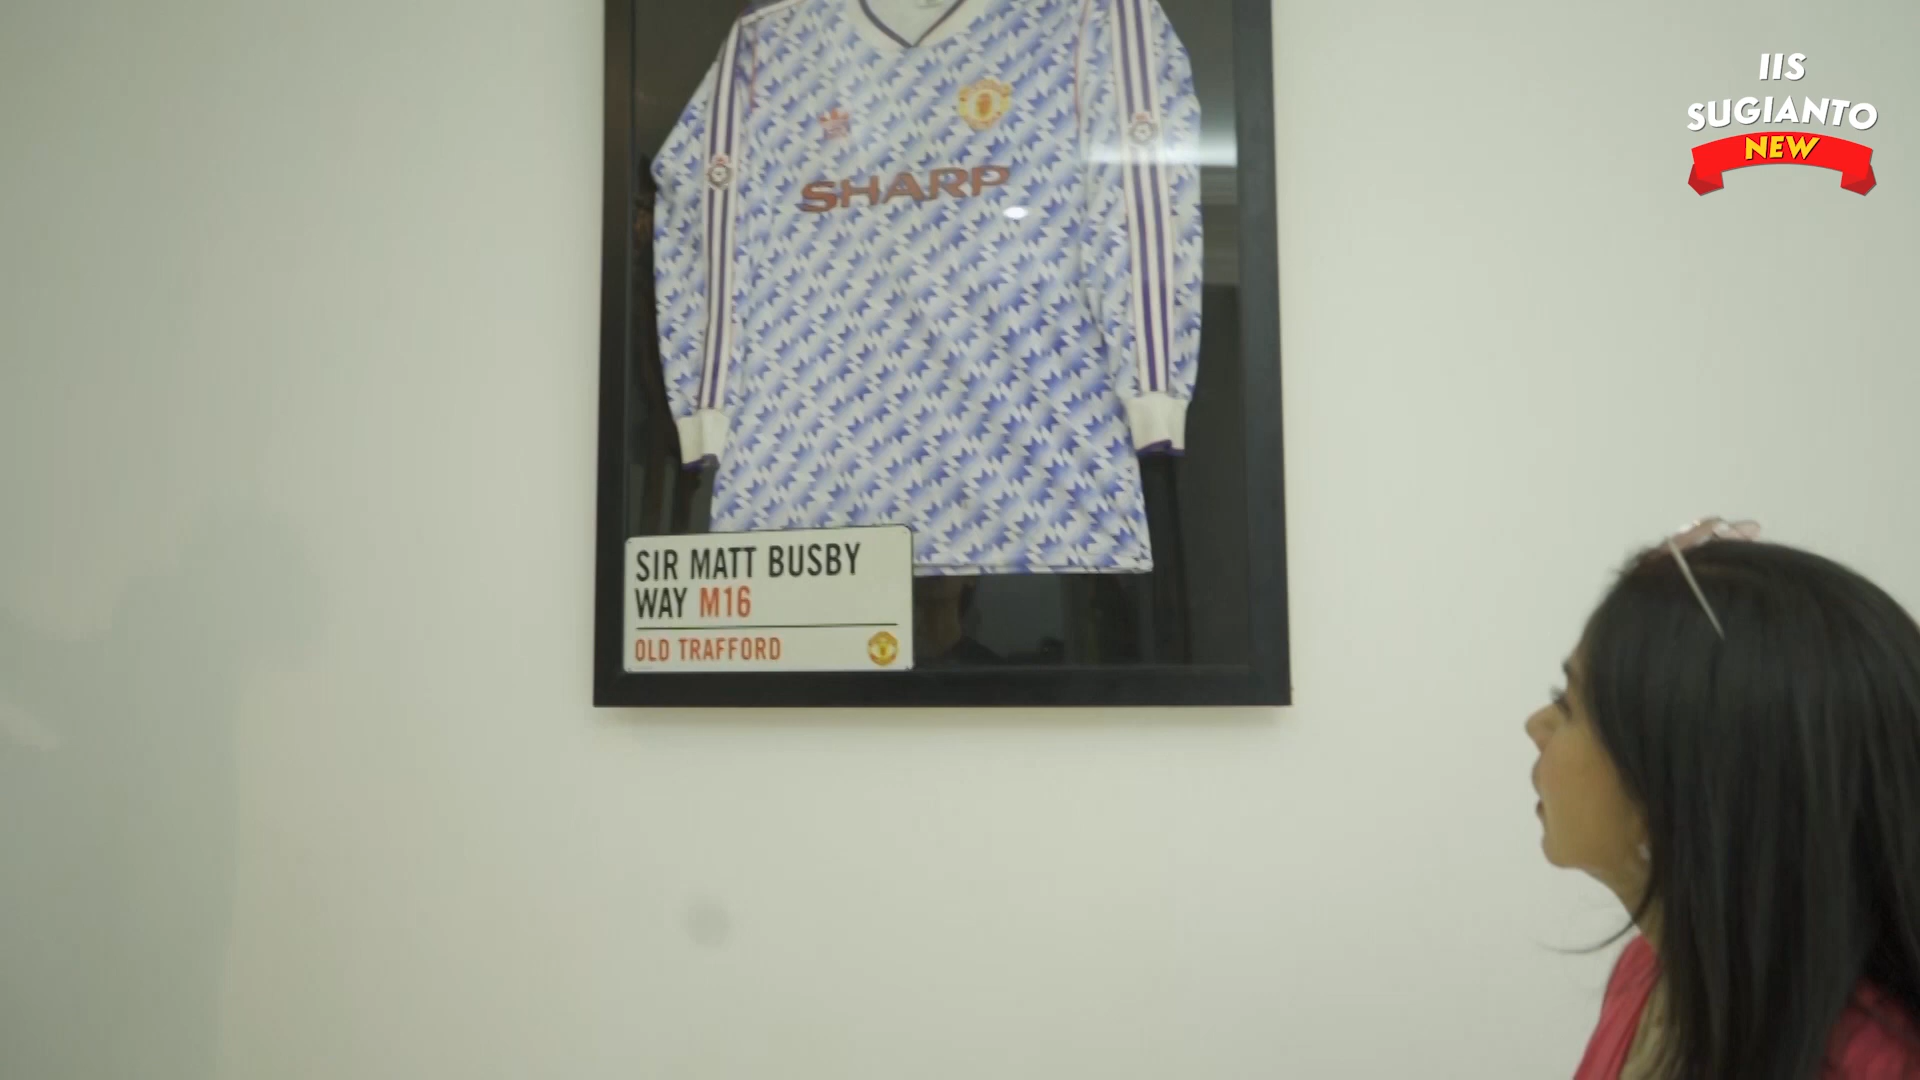 IIS
SUGIANTO
NEW
SHARP
SIR MATT BUSBY
WAY M16
OLD TRAFFORD